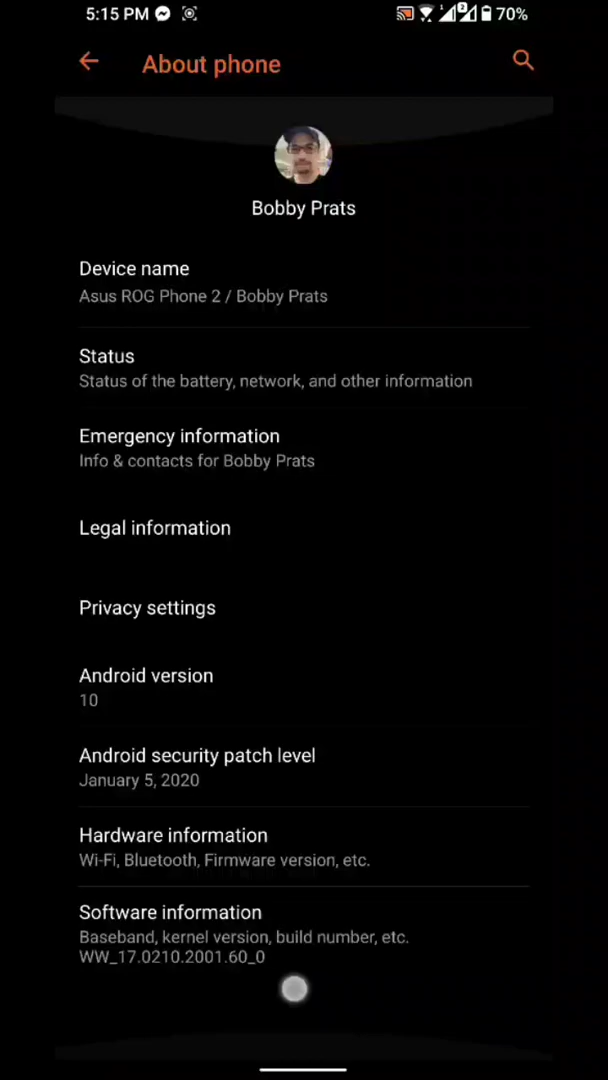 5:15 PM 70%
About phone
Bobby Prats
Device name
Asus ROG Phone 2 / Bobby Prats
Status
Status of the battery, network, and other information
Emergency information
Info & contacts for Bobby Prats
Legal information
Privacy settings
Android version
10
Android security patch level
January 5, 2020
Hardware information
Wi-Fi, Bluetooth, Firmware version, etc.
Software information
Baseband, kernel version, build number, etc.
WW_17.0210.2001.60_0